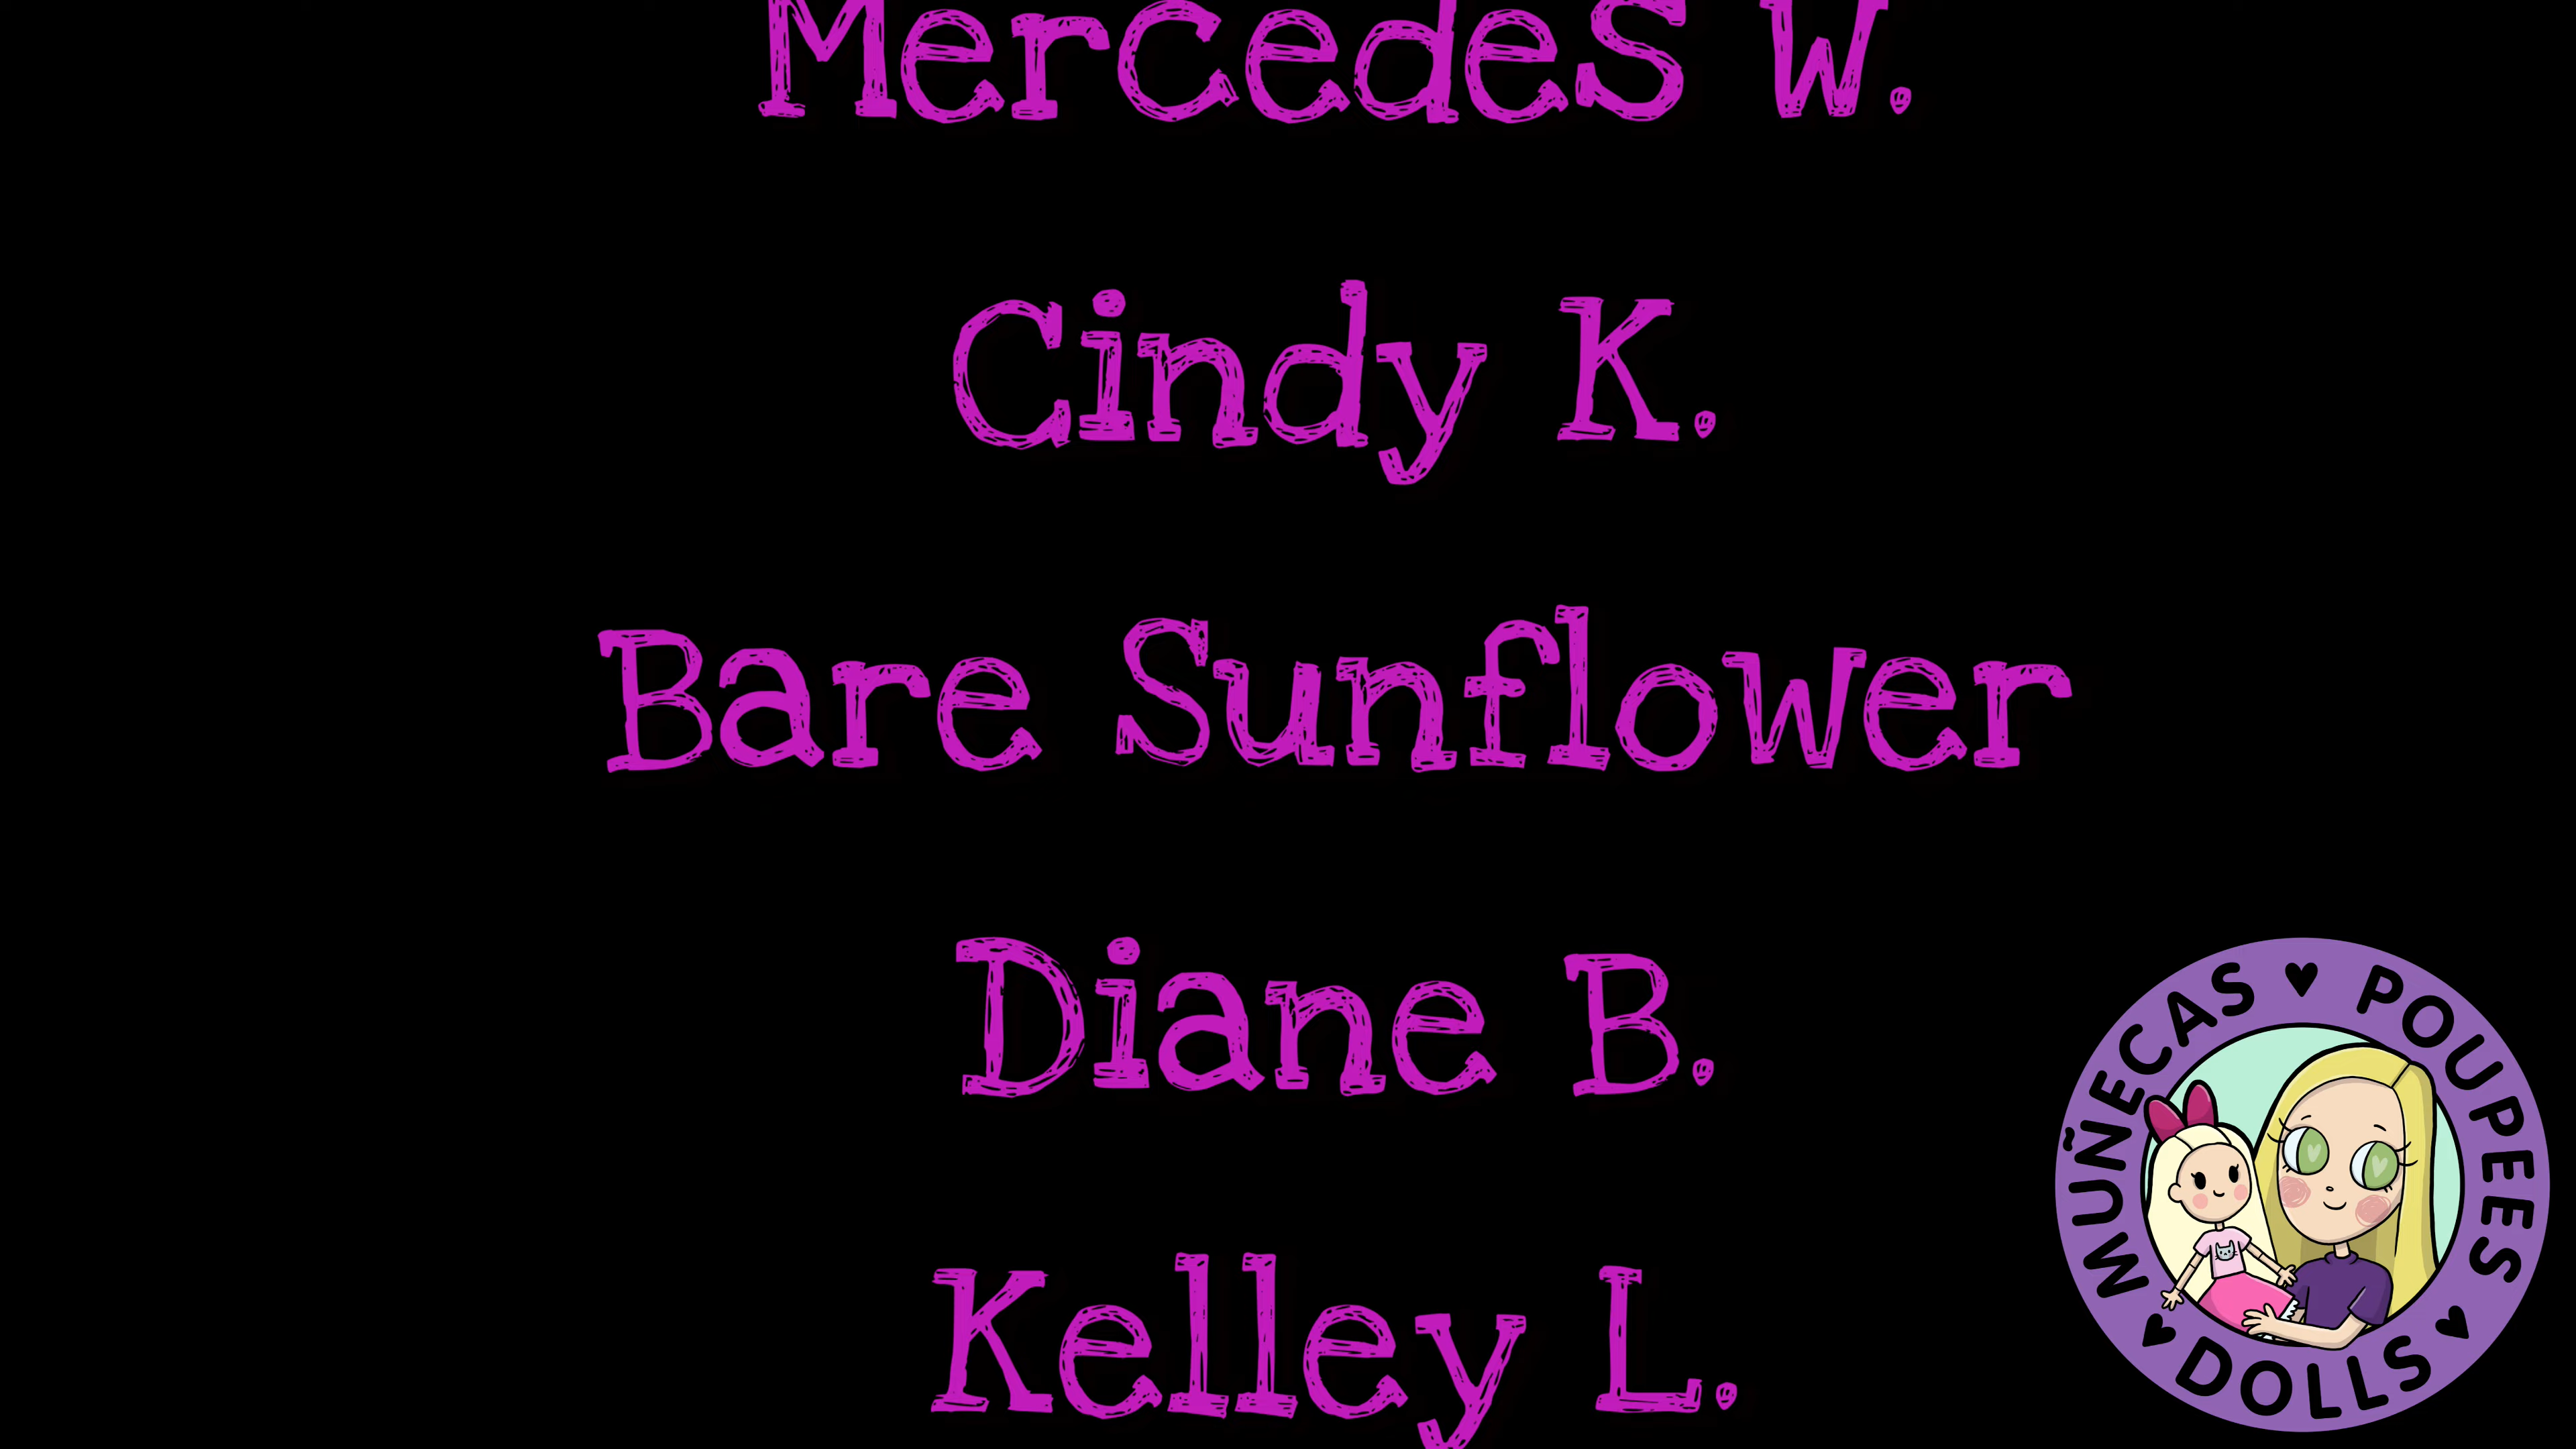 Mercedes W.
Cindy K.
Bare Sunflower
Diane B.
Kelley L.
MUÑECAS ♥ POUPEES ♥ DOLLS ♥